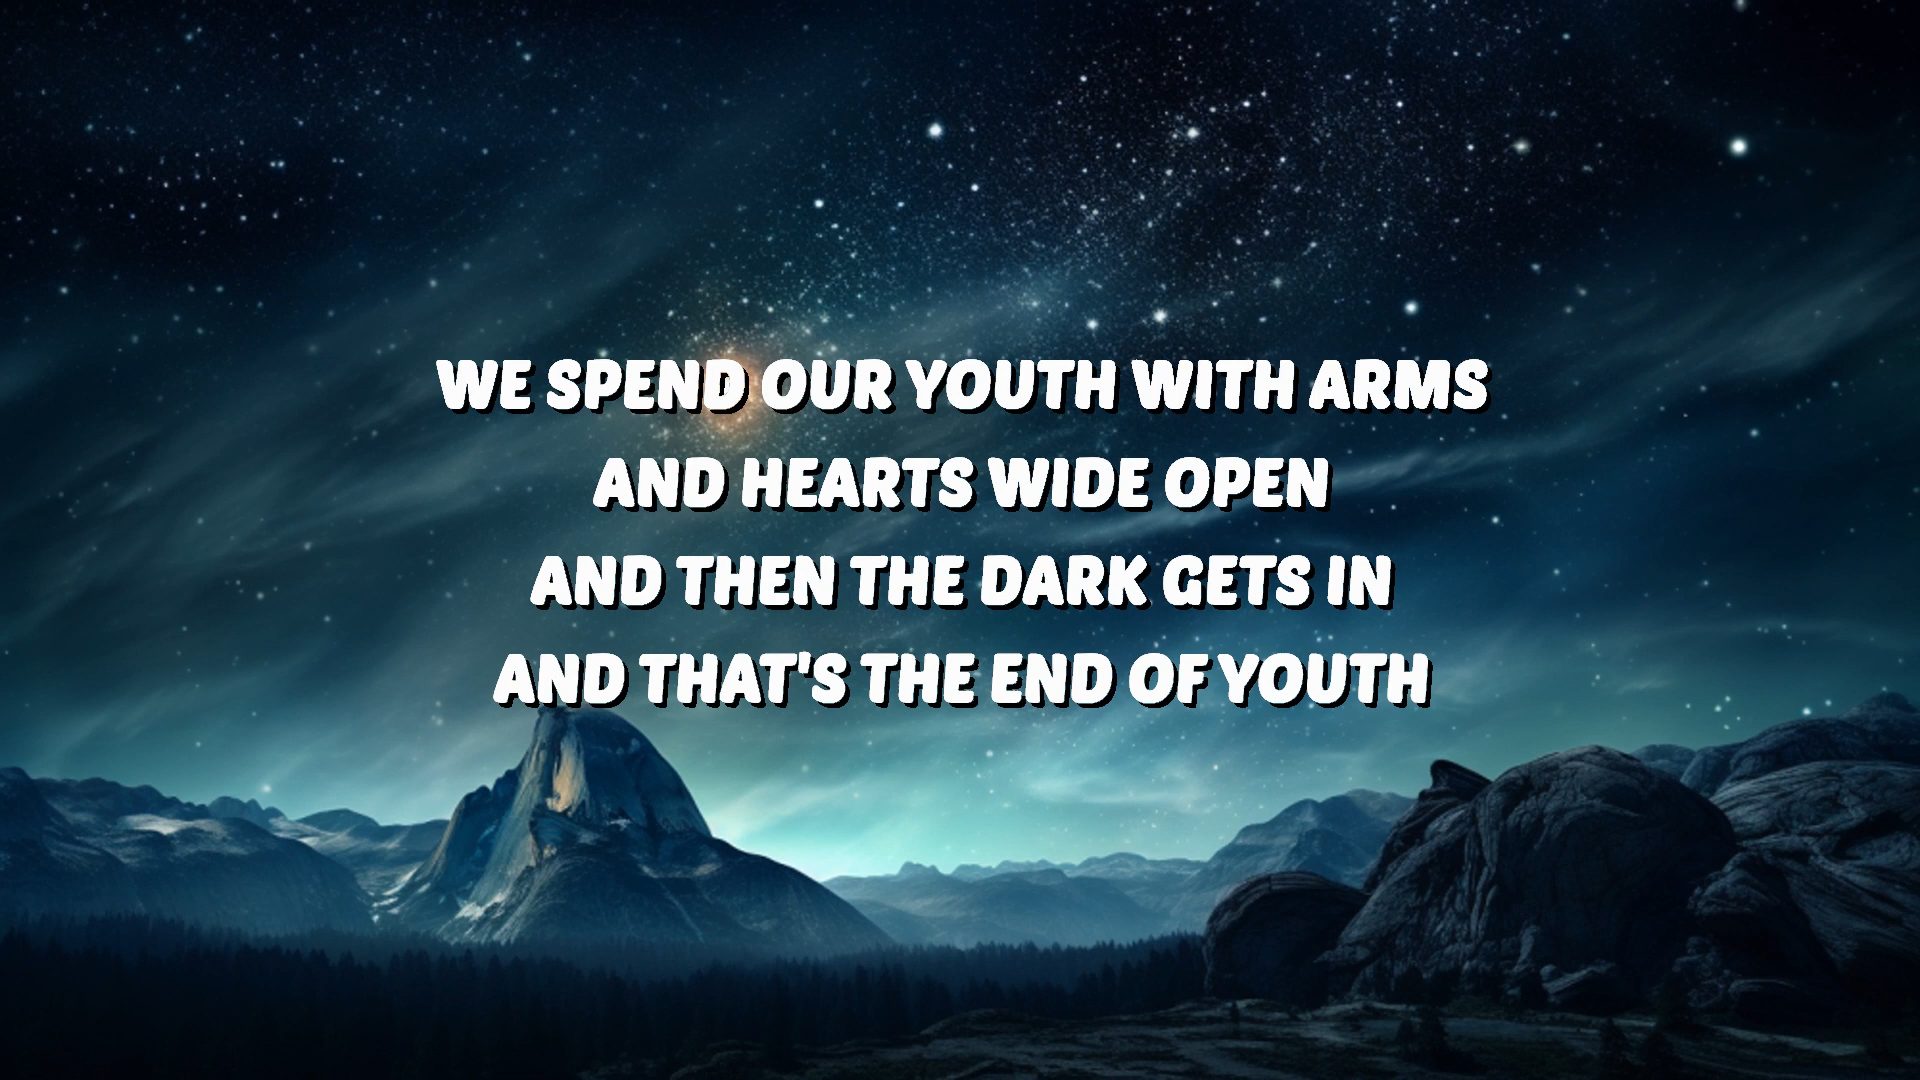 WE SPEND OUR YOUTH WITH ARMS
AND HEARTS WIDE OPEN
AND THEN THE DARK GETS IN
AND THAT'S THE END OF YOUTH